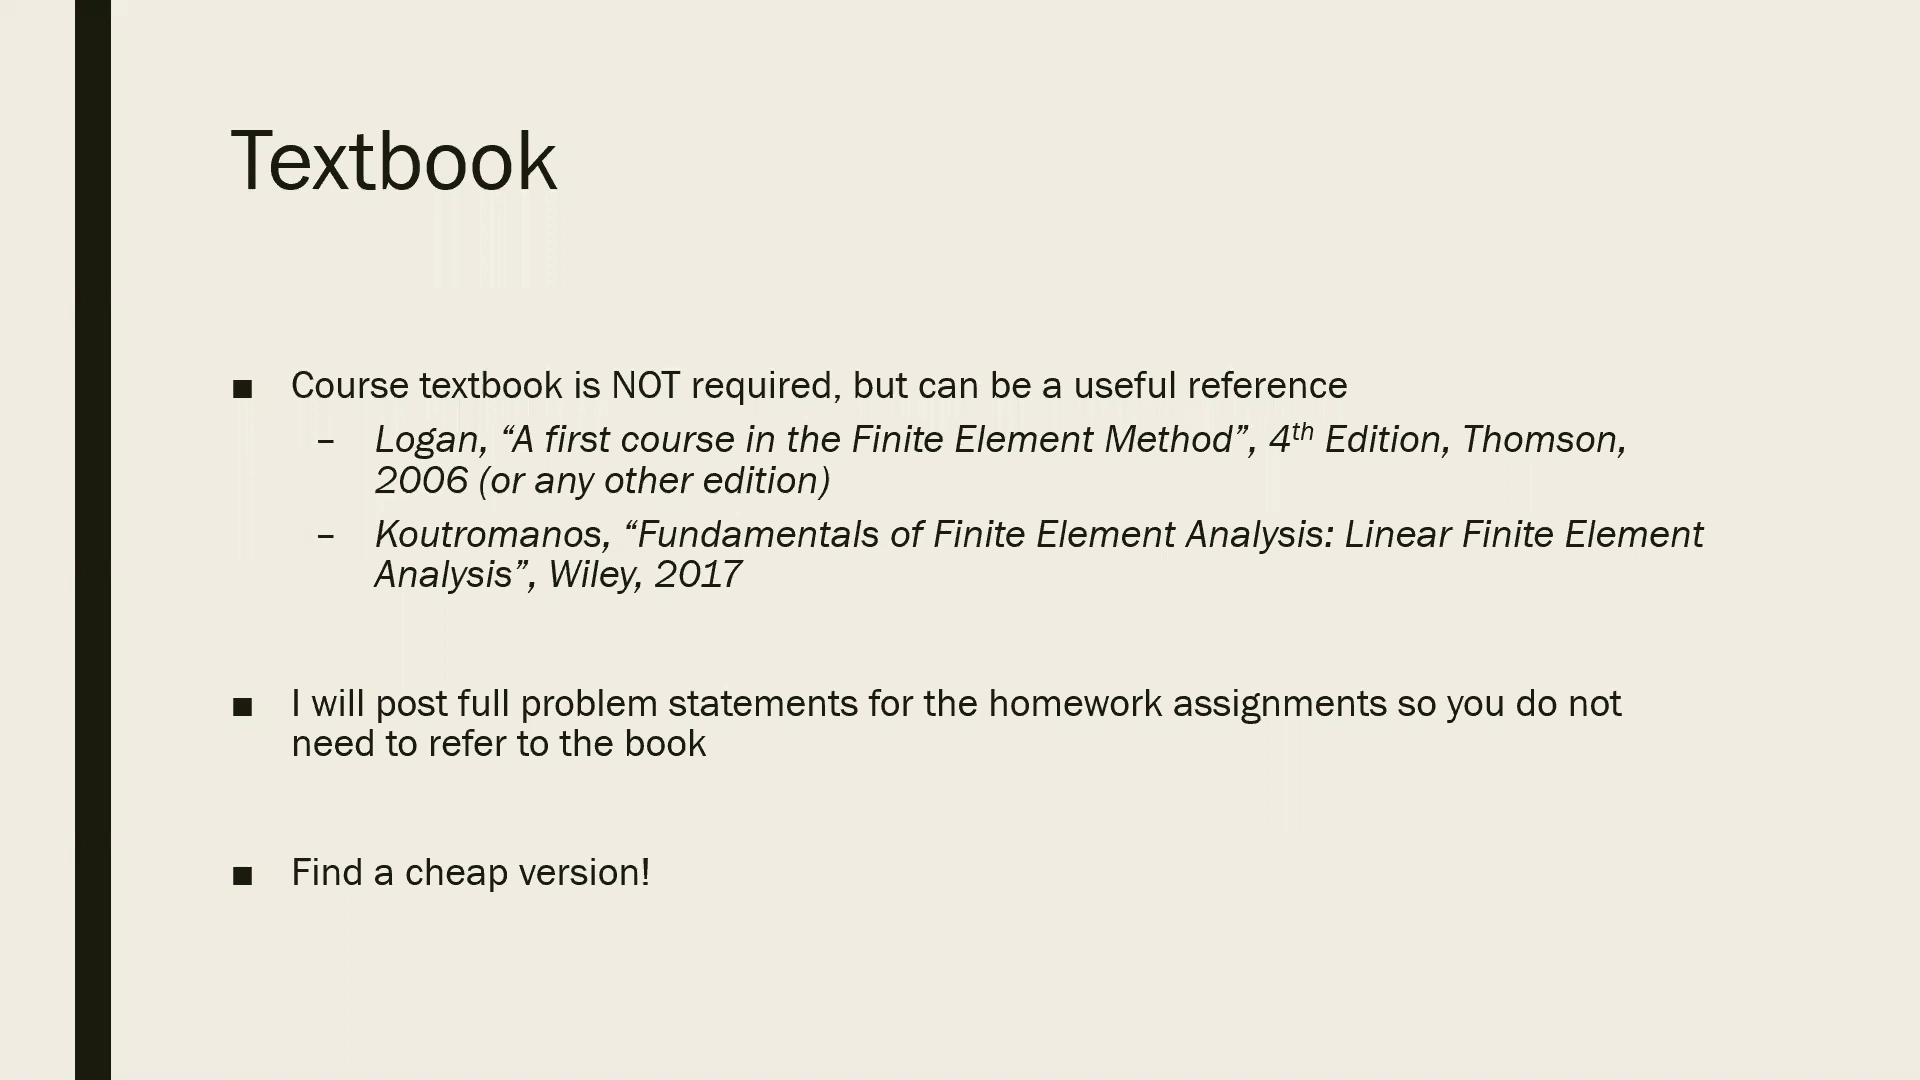 Textbook
■ Course textbook is NOT required, but can be a useful reference
– Logan, “A first course in the Finite Element Method”, 4th Edition, Thomson,
2006 (or any other edition)
– Koutromanos, “Fundamentals of Finite Element Analysis: Linear Finite Element
Analysis”, Wiley, 2017
■ I will post full problem statements for the homework assignments so you do not
need to refer to the book
■ Find a cheap version!